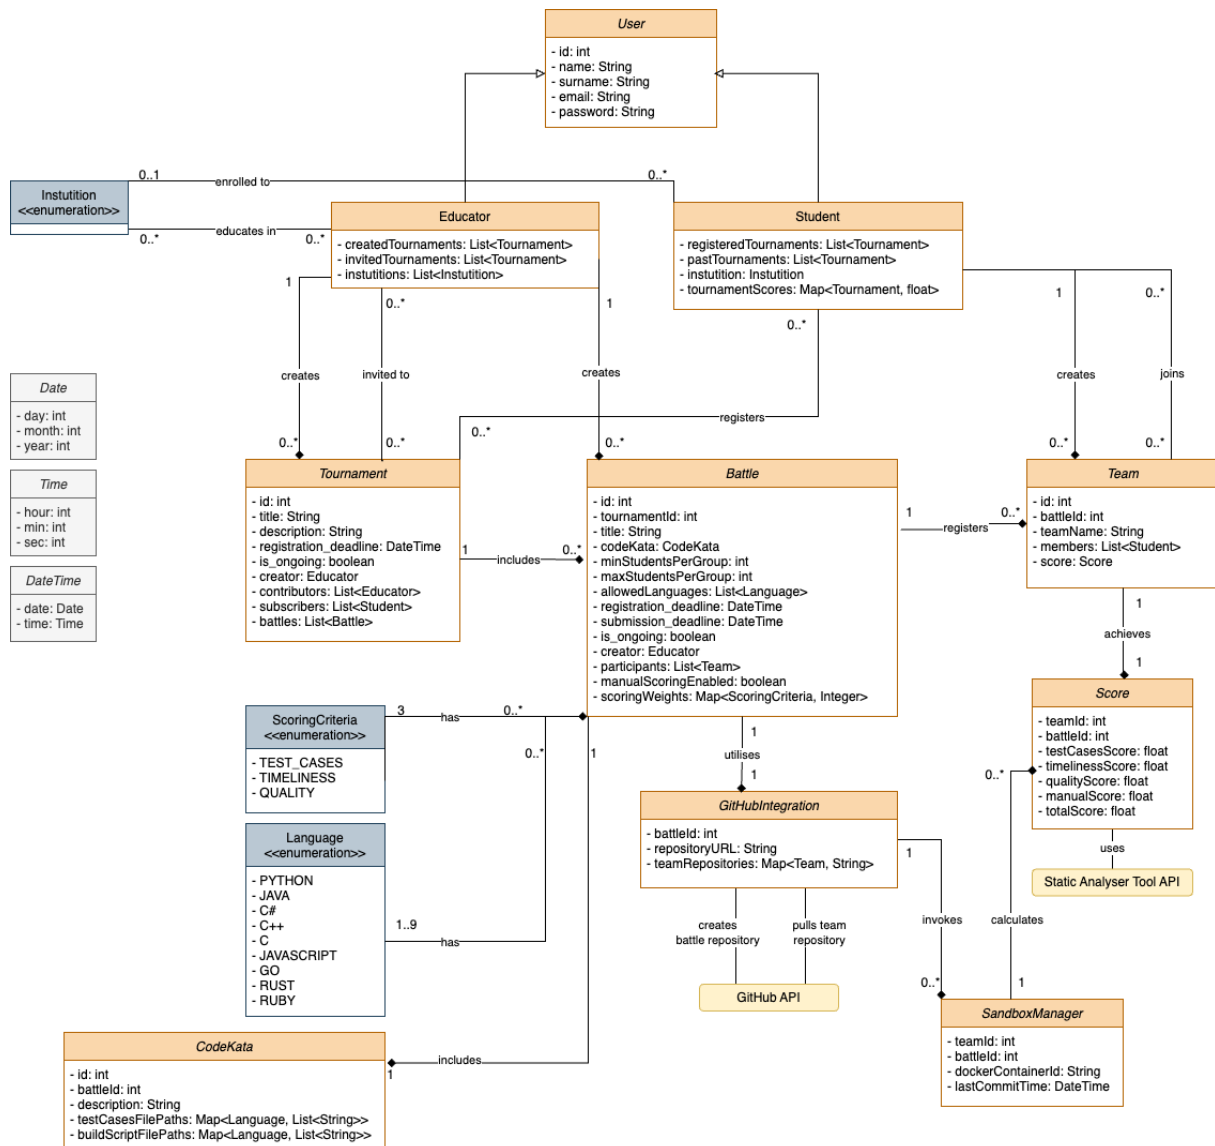 User
- id: int
- name: String
- surname: String
- email: String
- password: String
0..1
enrolled to
0..*
Instutition
<<enumeration>>
0..*
educates in
0..*
Educator
- createdTournaments: List<Tournament>
- invitedTournaments: List<Tournament>
- instutitions: List<Instutition>
Student
- registeredTournaments: List<Tournament>
- pastTournaments: List<Tournament>
- instutition: Instutition
- tournamentScores: Map<Tournament, float>
1
0..*
1
0..*
1
0..*
creates
invited to
creates
registers
creates
joins
0..*
0..*
0..*
0..*
0..*
0..*
Date
- day: int
- month: int
- year: int
Time
- hour: int
- min: int
- sec: int
DateTime
- date: Date
- time: Time
Tournament
- id: int
- title: String
- description: String
- registration_deadline: DateTime
- is_ongoing: boolean
- creator: Educator
- contributors: List<Educator>
- subscribers: List<Student>
- battles: List<Battle>
1
includes
0..*
Battle
- id: int
- tournamentId: int
- title: String
- codeKata: CodeKata
- minStudentsPerGroup: int
- maxStudentsPerGroup: int
- allowedLanguages: List<Language>
- registration_deadline: DateTime
- submission_deadline: DateTime
- is_ongoing: boolean
- creator: Educator
- participants: List<Team>
- manualScoringEnabled: boolean
- scoringWeights: Map<ScoringCriteria, Integer>
1
registers
0..*
Team
- id: int
- battleId: int
- teamName: String
- members: List<Student>
- score: Score
1
achieves
1
Score
- teamId: int
- battleId: int
- testCasesScore: float
- timelinessScore: float
- qualityScore: float
- manualScore: float
- totalScore: float
uses
Static Analyser Tool API
ScoringCriteria
<<enumeration>>
- TEST_CASES
- TIMELINESS
- QUALITY
3
has
0..*
0..*
1
Language
<<enumeration>>
- PYTHON
- JAVA
- C#
- C++
- C
- JAVASCRIPT
- GO
- RUST
- RUBY
1..9
has
1
utilises
1
GitHubIntegration
- battleId: int
- repositoryURL: String
- teamRepositories: Map<Team, String>
creates
battle repository
pulls team
repository
GitHub API
1
invokes
0..*
0..*
calculates
1
SandboxManager
- teamId: int
- battleId: int
- dockerContainerId: String
- lastCommitTime: DateTime
CodeKata
- id: int
- battleId: int
- description: String
- testCasesFilePaths: Map<Language, List<String>>
- buildScriptFilePaths: Map<Language, List<String>>
1
includes